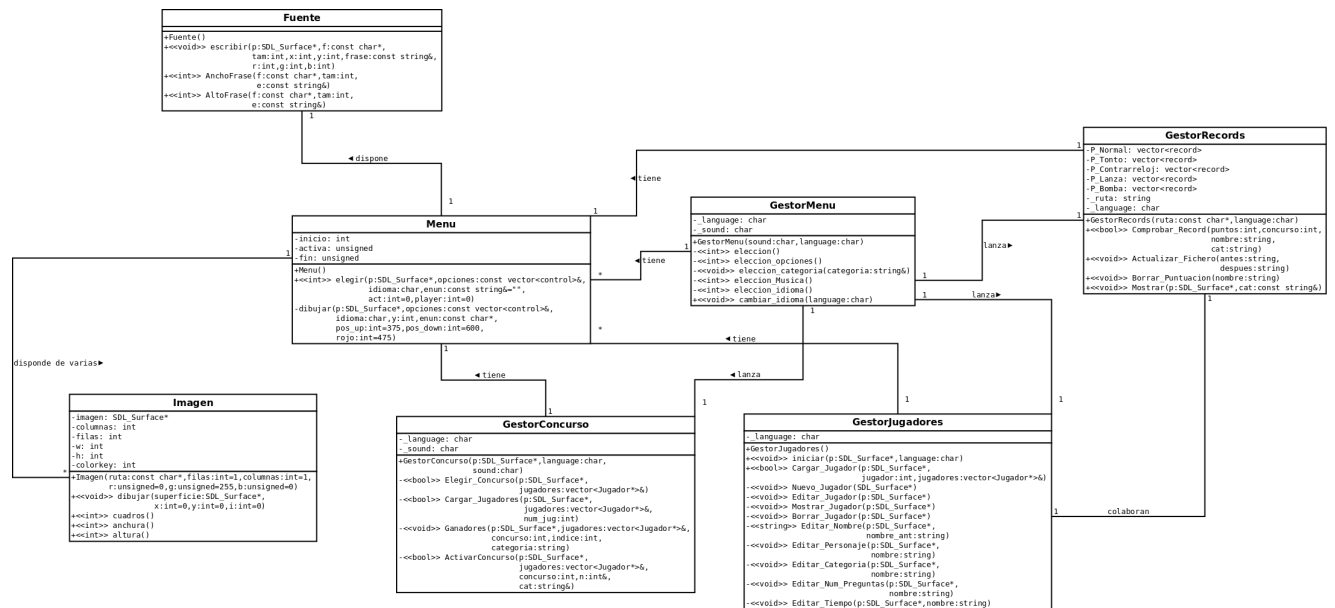 Fuente
+Fuente()
+<<void>> escribir(p:SDL_Surface*,f:const char*,
tam:int,x:int,y:int,frase:const string&,
r:int,g:int,b:int)
+<<int>> AnchoFrase(f:const char*,tam:int,
e:const string&)
+<<int>> AltoFrase(f:const char*,tam:int,
e:const string&)
1
◄ dispone
1
Menu
-inicio: int
-activa: unsigned
-fin: unsigned
+Menu()
+<<int>> elegir(p:SDL_Surface*,opciones:const vector<control>&,
idioma:char,enun:const string&="",
act:int=0,player:int=0)
-dibujar(p:SDL_Surface*,opciones:const vector<control>&,
idioma:char,y:int,enun:const char*,
pos_up:int=375,pos_down:int=600,
rojo:int=475)
1
disponde de varias►
*
Imagen
-imagen: SDL_Surface*
-columnas: int
-filas: int
-w: int
-h: int
-colorkey: int
+Imagen(ruta:const char*,filas:int=1,columnas:int=1,
r:unsigned=0,g:unsigned=255,b:unsigned=0)
+<<void>> dibujar(superficie:SDL_Surface*,
x:int=0,y:int=0,i:int=0)
+<<int>> cuadros()
+<<int>> anchura()
+<<int>> altura()
1
◄ tiene
1
GestorConcurso
-_language: char
-_sound: char
+GestorConcurso(p:SDL_Surface*,language:char,
sound:char)
-<<bool>> Elegir_Concurso(p:SDL_Surface*,
jugadores:vector<Jugador*>&)
-<<bool>> Cargar_Jugadores(p:SDL_Surface*,
jugadores:vector<Jugador*>&,
num_jug:int)
-<<void>> Ganadores(p:SDL_Surface*,jugadores:vector<Jugador*>&,
concurso:int,indice:int,
categoria:string)
-<<bool>> ActivarConcurso(p:SDL_Surface*,
jugadores:vector<Jugador*>&,
concurso:int,n:int&,
cat:string&)
1
◄tiene
1
*
◄tiene
1
GestorMenu
-_language: char
-_sound: char
+GestorMenu(sound:char,language:char)
-<<int>> eleccion()
-<<int>> eleccion_opciones()
-<<void>> eleccion_categoria(categoria:string&)
-<<int>> eleccion_Musica()
-<<int>> eleccion_idioma()
+<<void>> cambiar_idioma(language:char)
1
lanza►
1
1
lanza►
1
1
◄lanza
1
*
◄tiene
1
GestorRecords
-P_Normal: vector<record>
-P_Tonto: vector<record>
-P_Contrarreloj: vector<record>
-P_Lanza: vector<record>
-P_Bomba: vector<record>
-_ruta: string
-_language: char
+GestorRecords(ruta:const char*,language:char)
+<<bool>> Comprobar_Record(puntos:int,concurso:int,
nombre:string,
cat:string)
+<<void>> Actualizar_Fichero(antes:string,
despues:string)
+<<void>> Borrar_Puntuacion(nombre:string)
+<<void>> Mostrar(p:SDL_Surface*,cat:const string&)
1
colaboran
1
GestorJugadores
-_language: char
+GestorJugadores()
+<<void>> iniciar(p:SDL_Surface*,language:char)
+<<bool>> Cargar_Jugador(p:SDL_Surface*,
jugador:int,jugadores:vector<Jugador*>&)
-<<void>> Nuevo_Jugador(SDL_Surface*)
-<<void>> Editar_Jugador(p:SDL_Surface*)
-<<void>> Mostrar_Jugador(p:SDL_Surface*)
-<<void>> Borrar_Jugador(p:SDL_Surface*)
-<<string>> Editar_Nombre(p:SDL_Surface*,
nombre_ant:string)
-<<void>> Editar_Personaje(p:SDL_Surface*,
nombre:string)
-<<void>> Editar_Categoria(p:SDL_Surface*,
nombre:string)
-<<void>> Editar_Num_Preguntas(p:SDL_Surface*,
nombre:string)
-<<void>> Editar_Tiempo(p:SDL_Surface*,nombre:string)